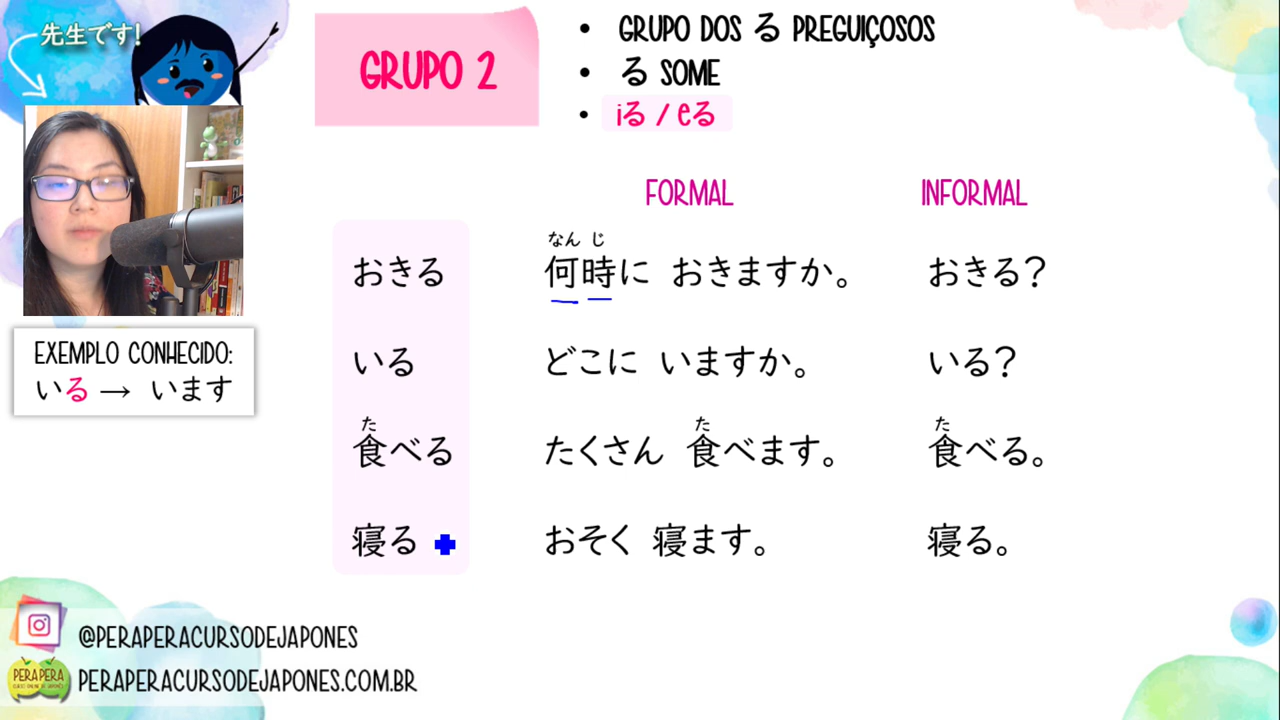 先生です!
GRUPO 2
• GRUPO DOS る PREGUIÇOSOS
• る SOME
• iる / eる
FORMAL INFORMAL
なん じ
おきる 何時に おきますか。 おきる?
いる どこに いますか。 いる?
た た た
食べる たくさん 食べます。 食べる。
寝る おそく 寝ます。 寝る。
EXEMPLO CONHECIDO:
いる → います
@PERAPERACURSODEJAPONES
PERAPERA
PERAPERACURSODEJAPONES.COM.BR